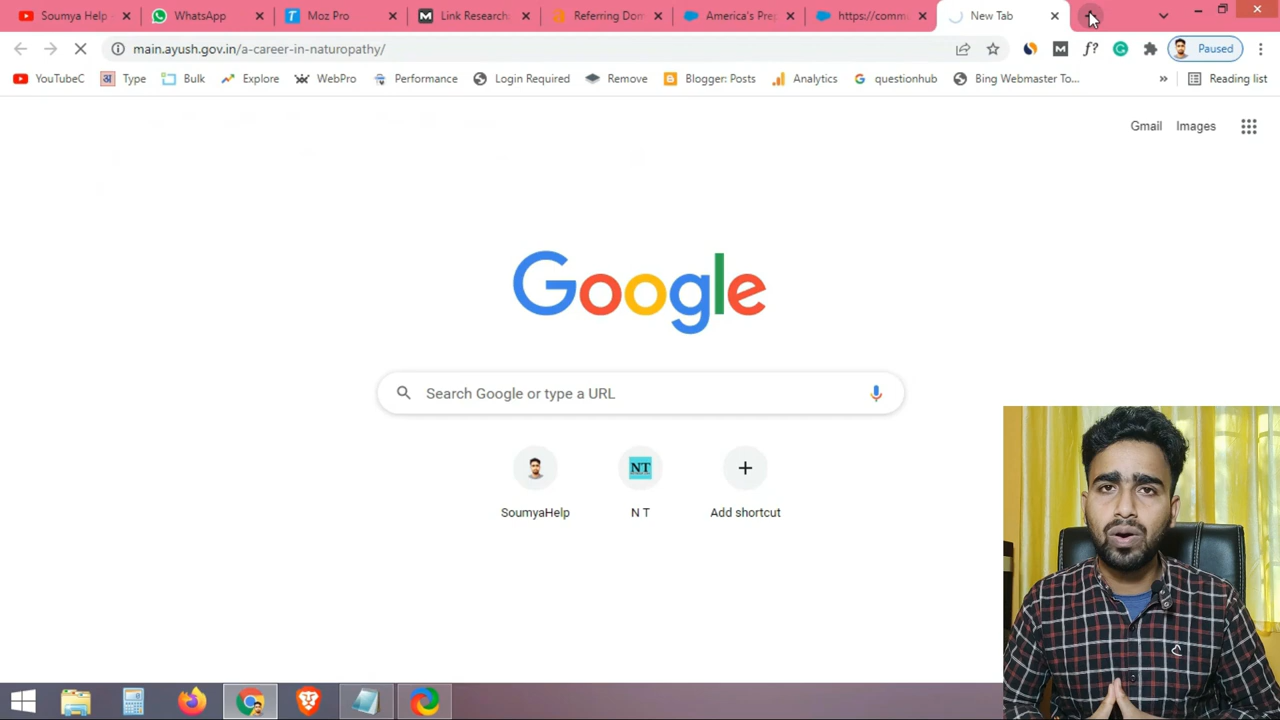 Soumya Help -
WhatsApp
Moz Pro
Link Research
Referring Dom
America's Prep
https://commu
New Tab
main.ayush.gov.in/a-career-in-naturopathy/
Paused
YouTubeC
Type
Bulk
Explore
WebPro
Performance
Login Required
Remove
Blogger: Posts
Analytics
questionhub
Bing Webmaster To...
»
Reading list
Gmail
Images
Google
Search Google or type a URL
NT
SoumyaHelp
N T
Add shortcut